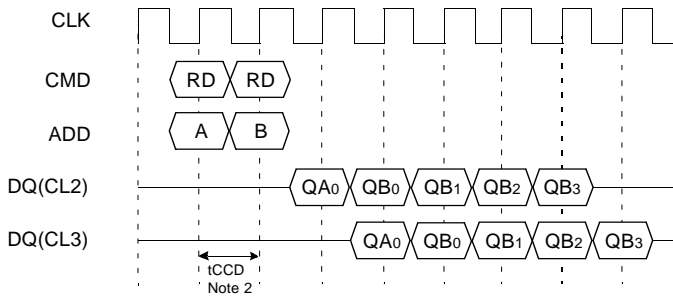 CLK
CMD RD RD
ADD A B
DQ(CL2) QA0 QB0 QB1 QB2 QB3
DQ(CL3) QA0 QB0 QB1 QB2 QB3
tCCD
Note 2